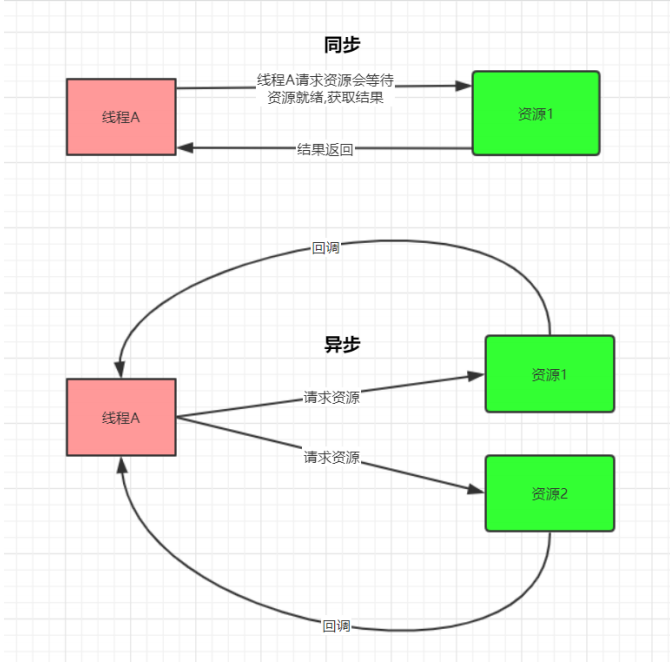 同步
线程A请求资源会等待
资源就绪,获取结果
线程A
资源1
结果返回
回调
异步
资源1
请求资源
线程A
请求资源
资源2
回调